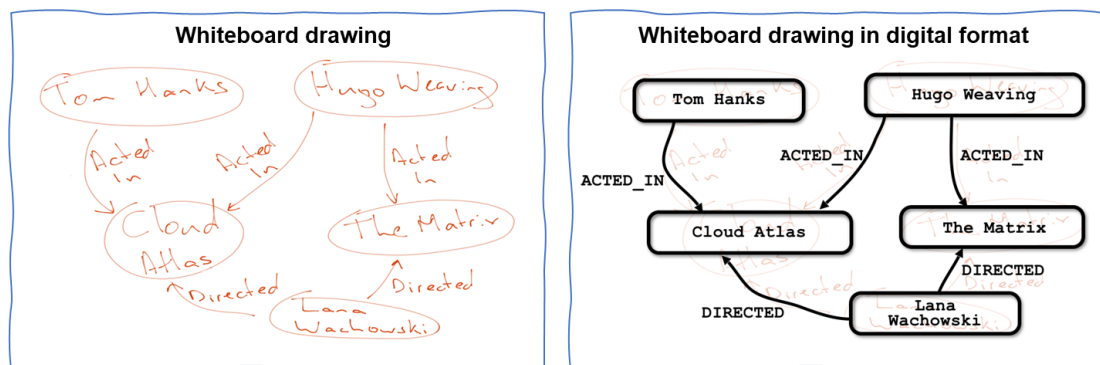 Whiteboard drawing
Tom Hanks
Hugo Weaving
Acted
In
Acted
In
Acted
In
Cloud
Atlas
The Matrix
Directed
Directed
Lana
Wachowski
Whiteboard drawing in digital format
Tom Hanks
Hugo Weaving
ACTED_IN
ACTED_IN
ACTED_IN
Cloud Atlas
The Matrix
DIRECTED
DIRECTED
Lana
Wachowski